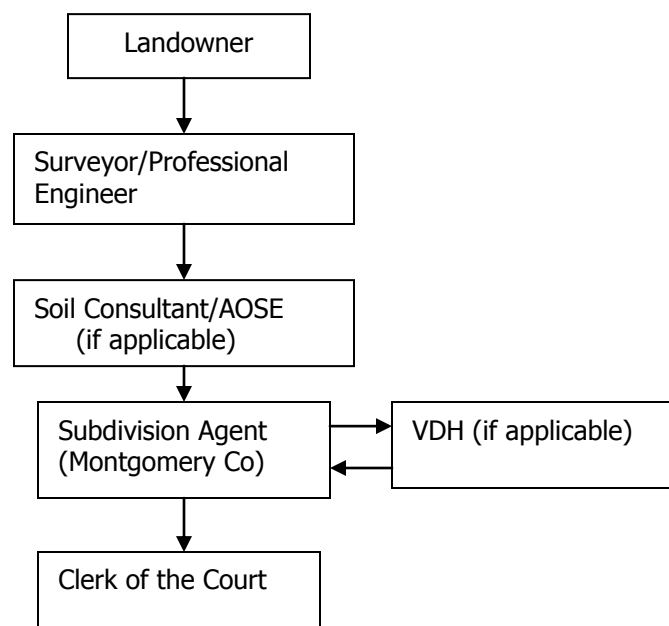 Landowner
Surveyor/Professional
Engineer
Soil Consultant/AOSE
(if applicable)
Subdivision Agent
(Montgomery Co)
VDH (if applicable)
Clerk of the Court